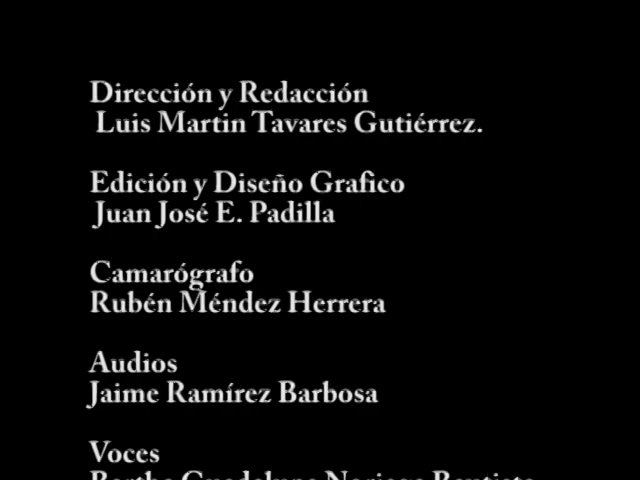 Dirección y Redacción
Luis Martin Tavares Gutiérrez.
Edición y Diseño Grafico
Juan José E. Padilla
Camarógrafo
Rubén Méndez Herrera
Audios
Jaime Ramírez Barbosa
Voces